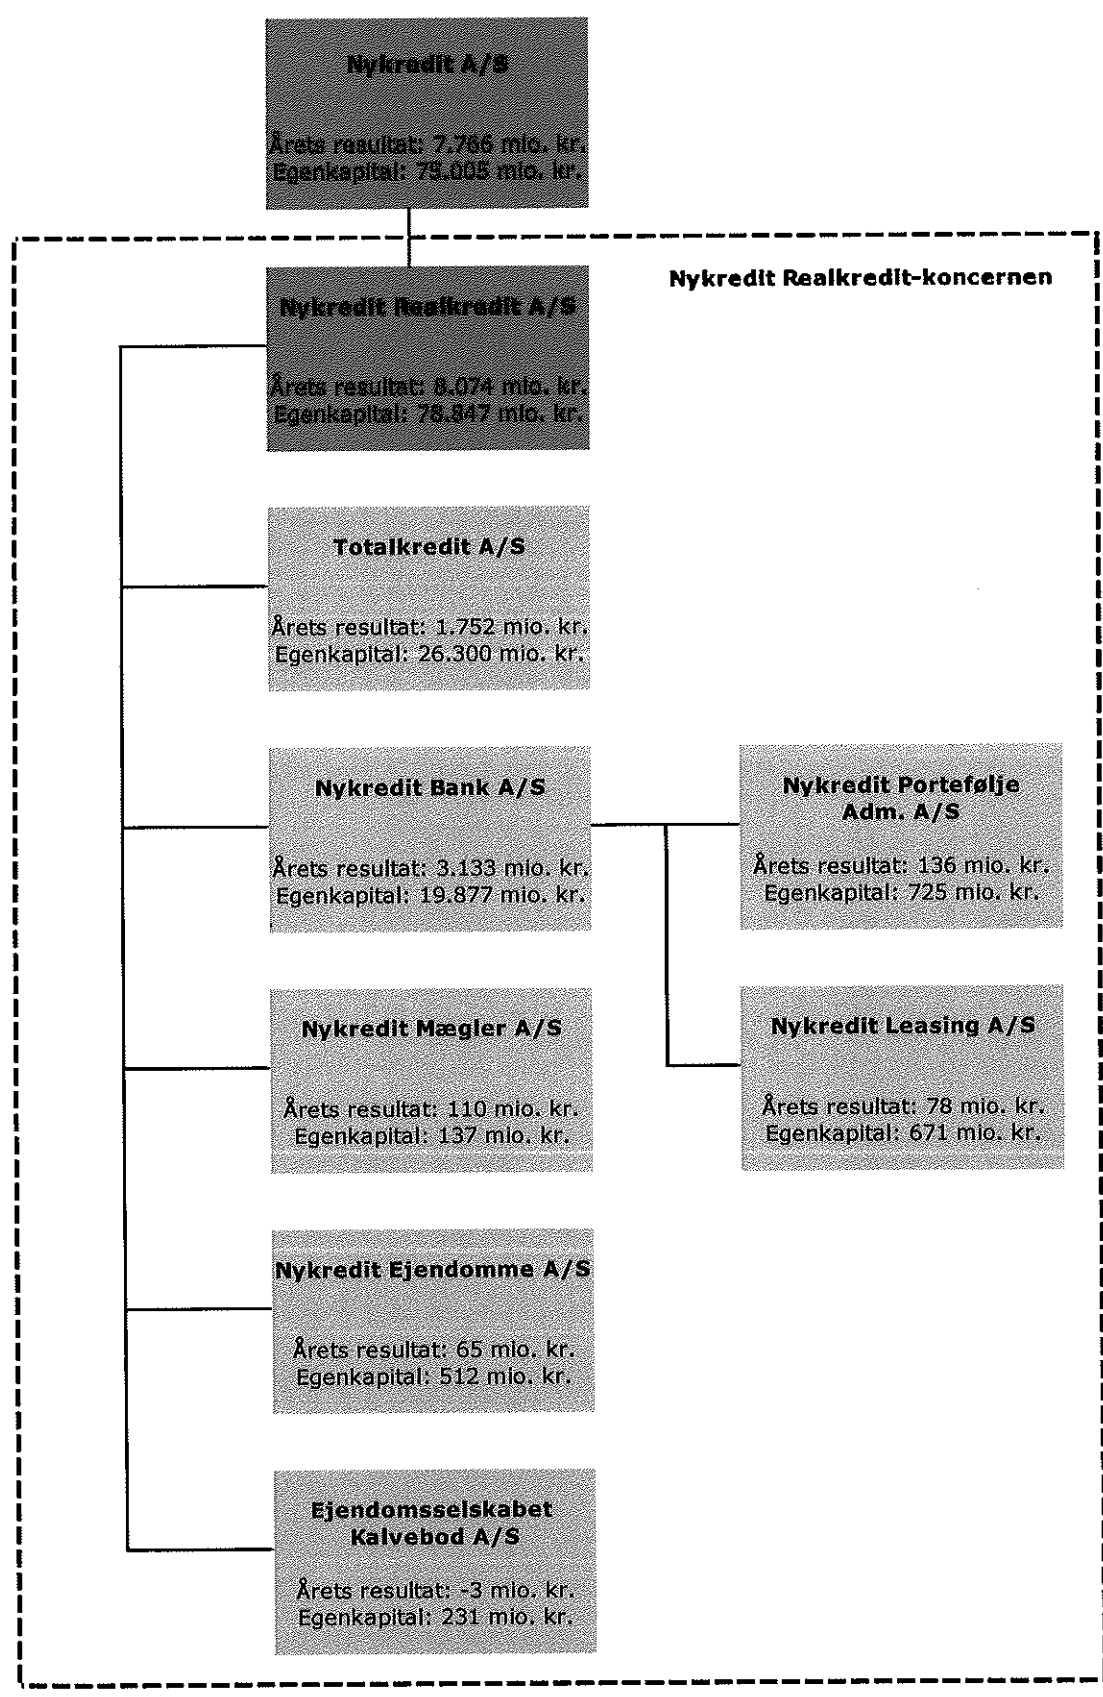 Nykredit A/S
Årets resultat: 7.766 mio. kr.
Egenkapital: 75.005 mio. kr.
Nykredit Realkredit-koncernen
Nykredit Realkredit A/S
Årets resultat: 8.074 mio. kr.
Egenkapital: 78.847 mio. kr.
Totalkredit A/S
Årets resultat: 1.752 mio. kr.
Egenkapital: 26.300 mio. kr.
Nykredit Bank A/S
Årets resultat: 3.133 mio. kr.
Egenkapital: 19.877 mio. kr.
Nykredit Portefølje
Adm. A/S
Årets resultat: 136 mio. kr.
Egenkapital: 725 mio. kr.
Nykredit Mægler A/S
Årets resultat: 110 mio. kr.
Egenkapital: 137 mio. kr.
Nykredit Leasing A/S
Årets resultat: 78 mio. kr.
Egenkapital: 671 mio. kr.
Nykredit Ejendomme A/S
Årets resultat: 65 mio. kr.
Egenkapital: 512 mio. kr.
Ejendomsselskabet
Kalvebod A/S
Årets resultat: -3 mio. kr.
Egenkapital: 231 mio. kr.